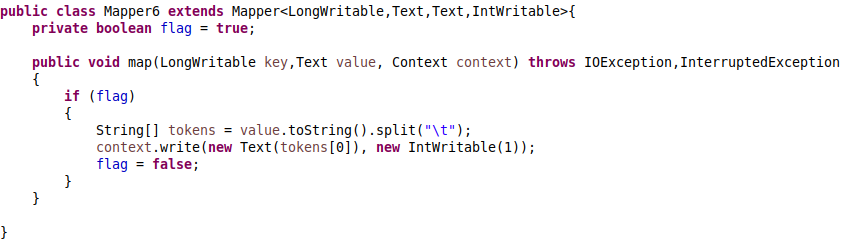 public class Mapper6 extends Mapper<LongWritable,Text,Text,IntWritable>{
private boolean flag = true;
public void map(LongWritable key,Text value, Context context) throws IOException,InterruptedException
{
if (flag)
{
String[] tokens = value.toString().split("\t");
context.write(new Text(tokens[0]), new IntWritable(1));
flag = false;
}
}
}